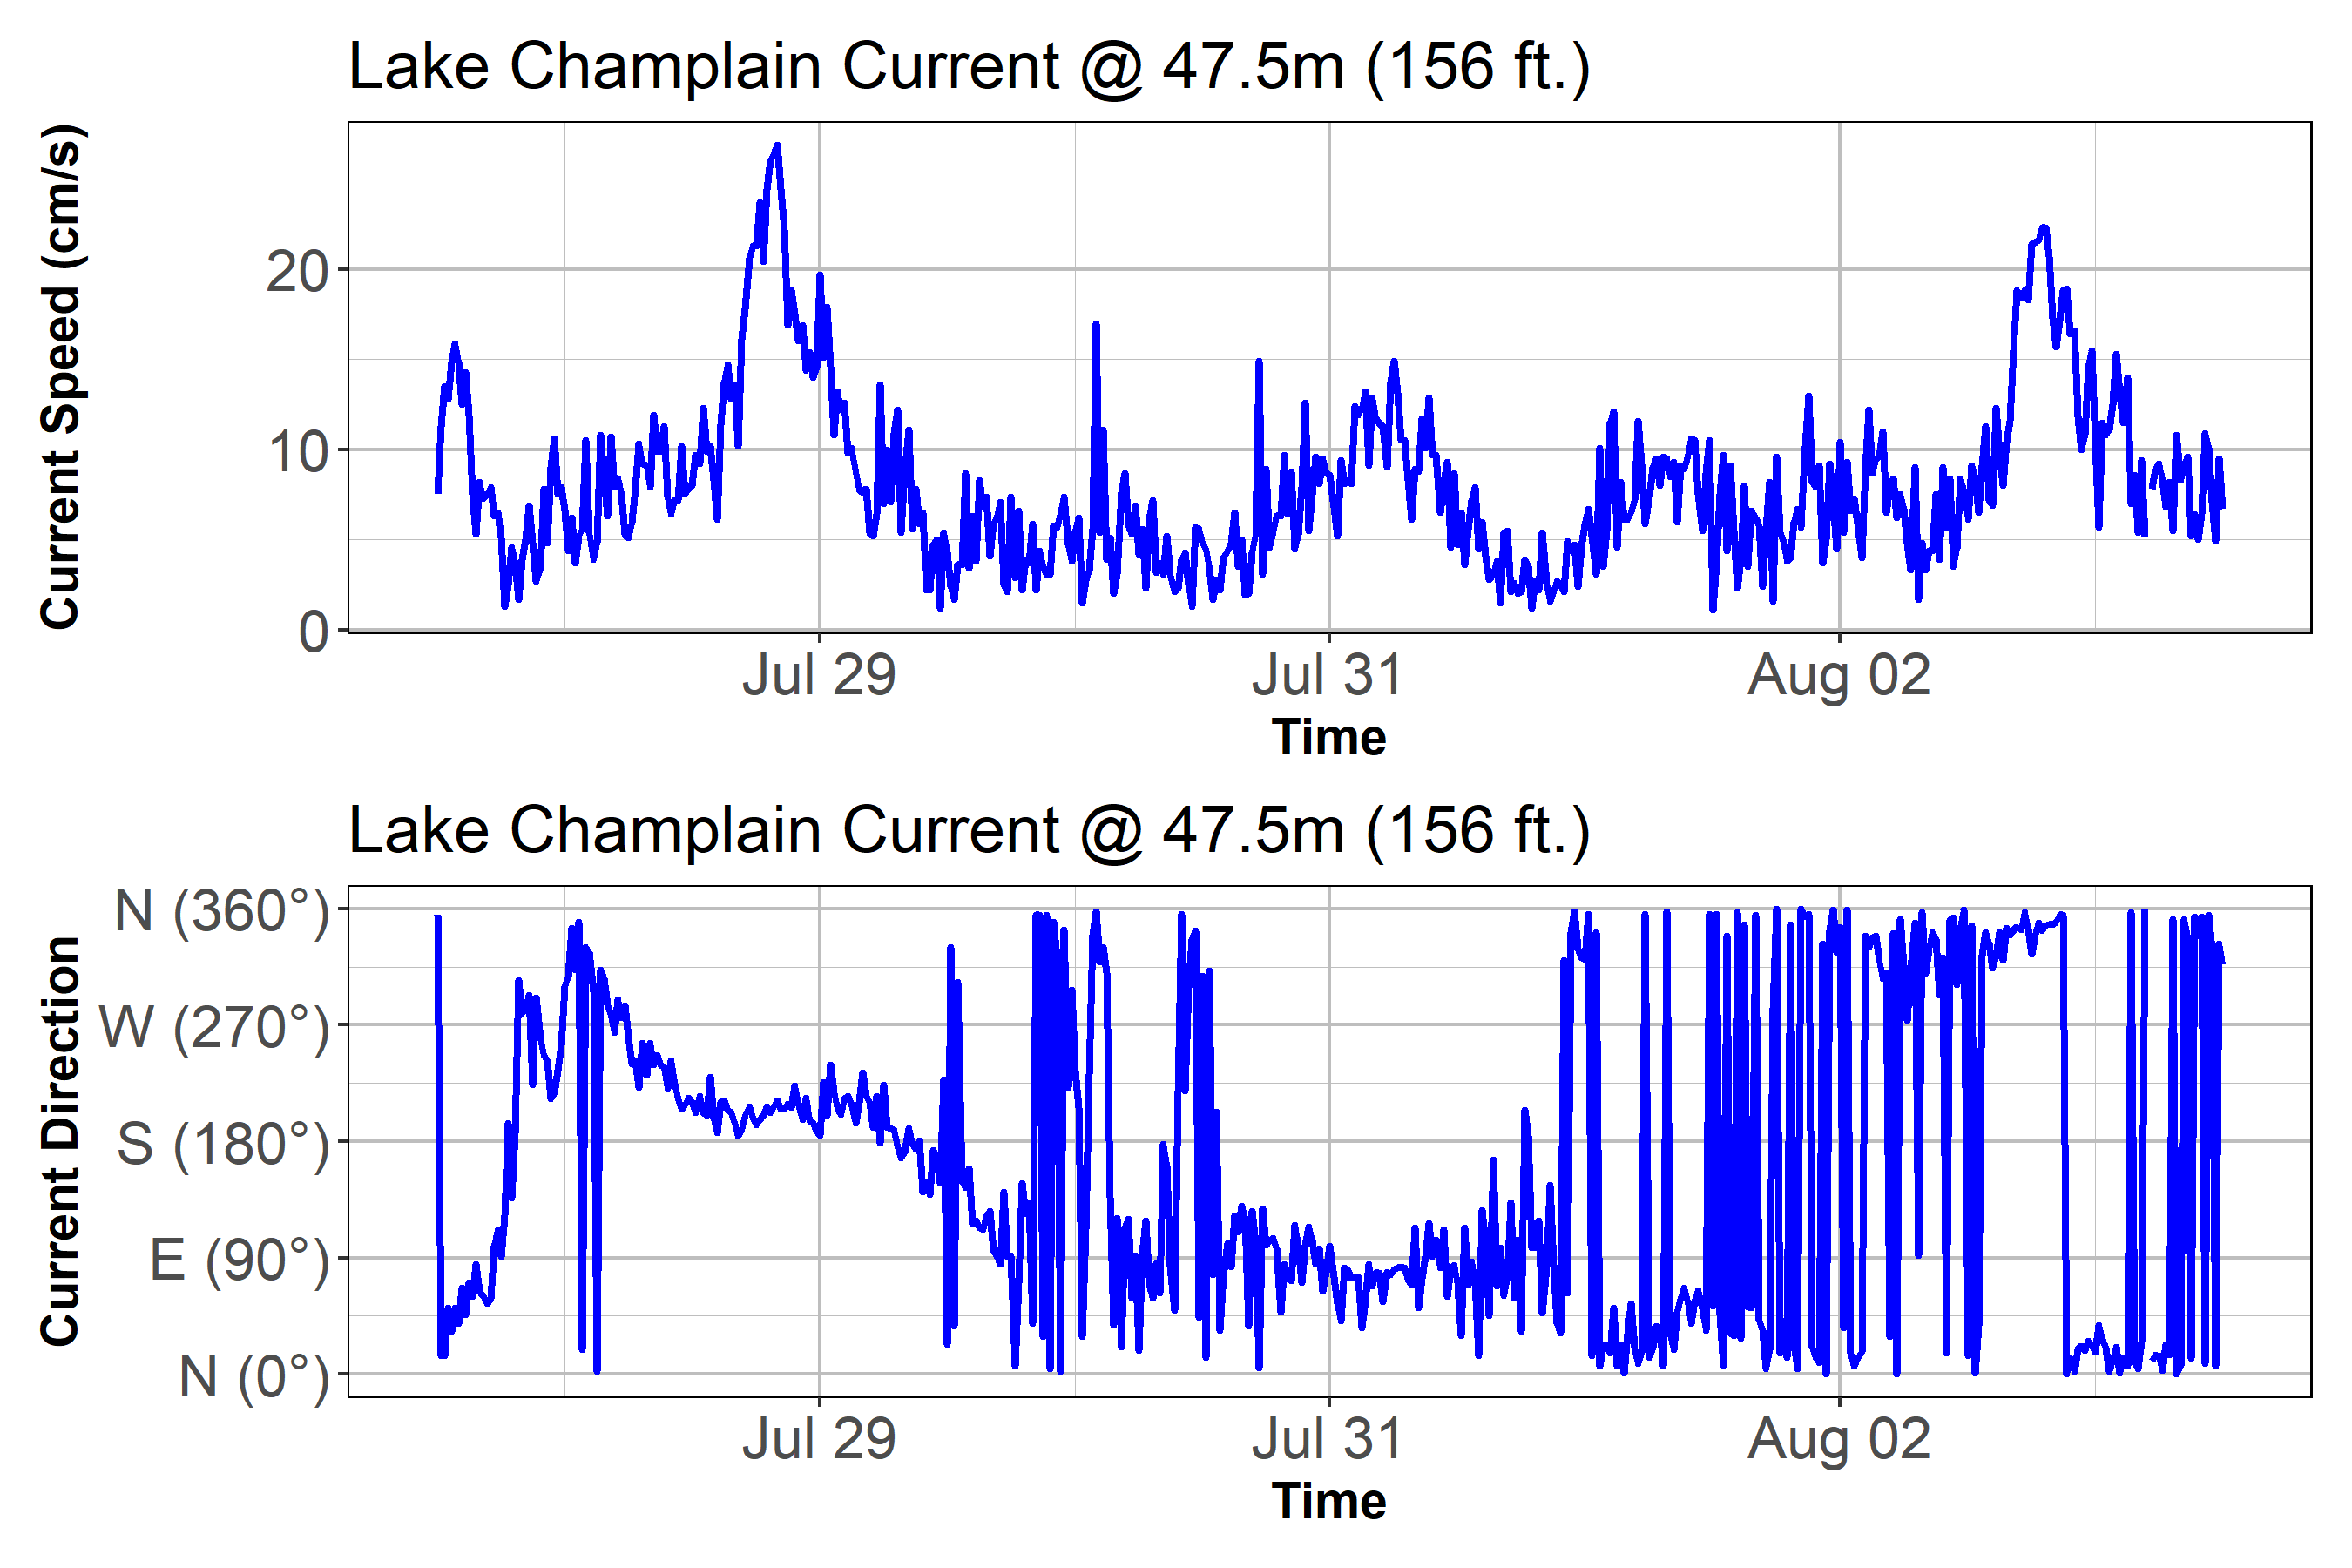 Lake Champlain Current @ 47.5m (156 ft.)
Current Speed (cm/s)
20
10
0
Jul 29
Jul 31
Aug 02
Time
Lake Champlain Current @ 47.5m (156 ft.)
Current Direction
N (360°)
W (270°)
S (180°)
E (90°)
N (0°)
Jul 29
Jul 31
Aug 02
Time